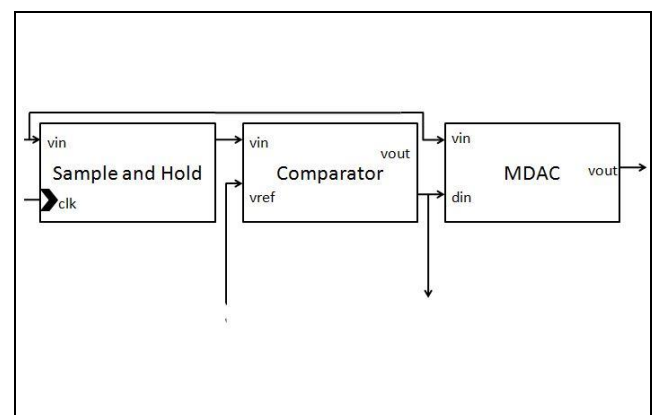 vin
Sample and Hold
clk
vin
vout
Comparator
vref
vin
MDAC
vout
din